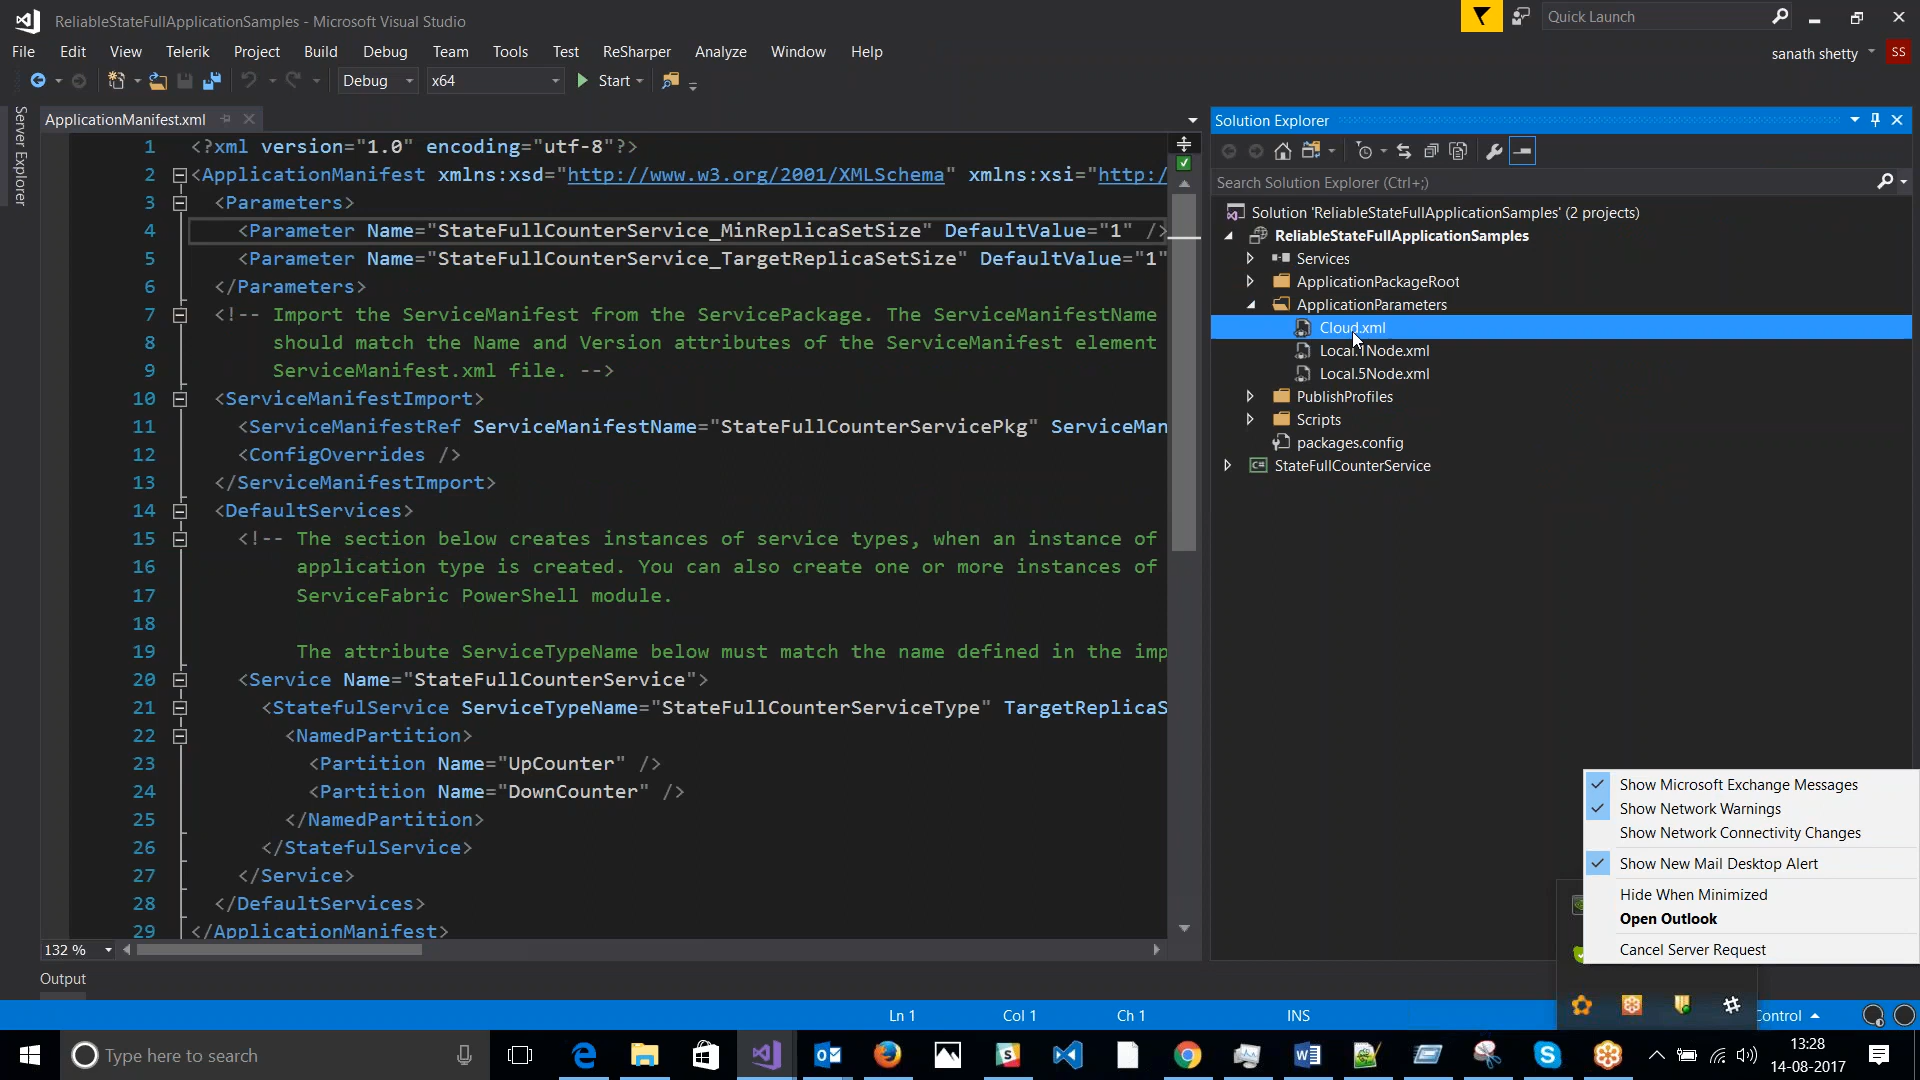 ReliableStateFullApplicationSamples - Microsoft Visual Studio
Quick Launch
File Edit View Telerik Project Build Debug Team Tools Test ReSharper Analyze Window Help
sanath shetty SS
Debug x64 Start
Server Explorer
ApplicationManifest.xml
1 <?xml version="1.0" encoding="utf-8"?>
2 <ApplicationManifest xmlns:xsd="http://www.w3.org/2001/XMLSchema" xmlns:xsi="http:/
3 <Parameters>
4 <Parameter Name="StateFullCounterService_MinReplicaSetSize" DefaultValue="1" />
5 <Parameter Name="StateFullCounterService_TargetReplicaSetSize" DefaultValue="1"
6 </Parameters>
7 <!-- Import the ServiceManifest from the ServicePackage. The ServiceManifestName
8 should match the Name and Version attributes of the ServiceManifest element
9 ServiceManifest.xml file. -->
10 <ServiceManifestImport>
11 <ServiceManifestRef ServiceManifestName="StateFullCounterServicePkg" ServiceMan
12 <ConfigOverrides />
13 </ServiceManifestImport>
14 <DefaultServices>
15 <!-- The section below creates instances of service types, when an instance of
16 application type is created. You can also create one or more instances of
17 ServiceFabric PowerShell module.
18
19 The attribute ServiceTypeName below must match the name defined in the imp
20 <Service Name="StateFullCounterService">
21 <StatefulService ServiceTypeName="StateFullCounterServiceType" TargetReplicaS
22 <NamedPartition>
23 <Partition Name="UpCounter" />
24 <Partition Name="DownCounter" />
25 </NamedPartition>
26 </StatefulService>
27 </Service>
28 </DefaultServices>
29 </ApplicationManifest>
132 %
Output
Solution Explorer
Search Solution Explorer (Ctrl+;)
Solution 'ReliableStateFullApplicationSamples' (2 projects)
ReliableStateFullApplicationSamples
Services
ApplicationPackageRoot
ApplicationParameters
Cloud.xml
Local.1Node.xml
Local.5Node.xml
PublishProfiles
Scripts
packages.config
StateFullCounterService
Show Microsoft Exchange Messages
Show Network Warnings
Show Network Connectivity Changes
Show New Mail Desktop Alert
Hide When Minimized
Open Outlook
Cancel Server Request
Ln 1 Col 1 Ch 1 INS Control
Type here to search
13:28
14-08-2017